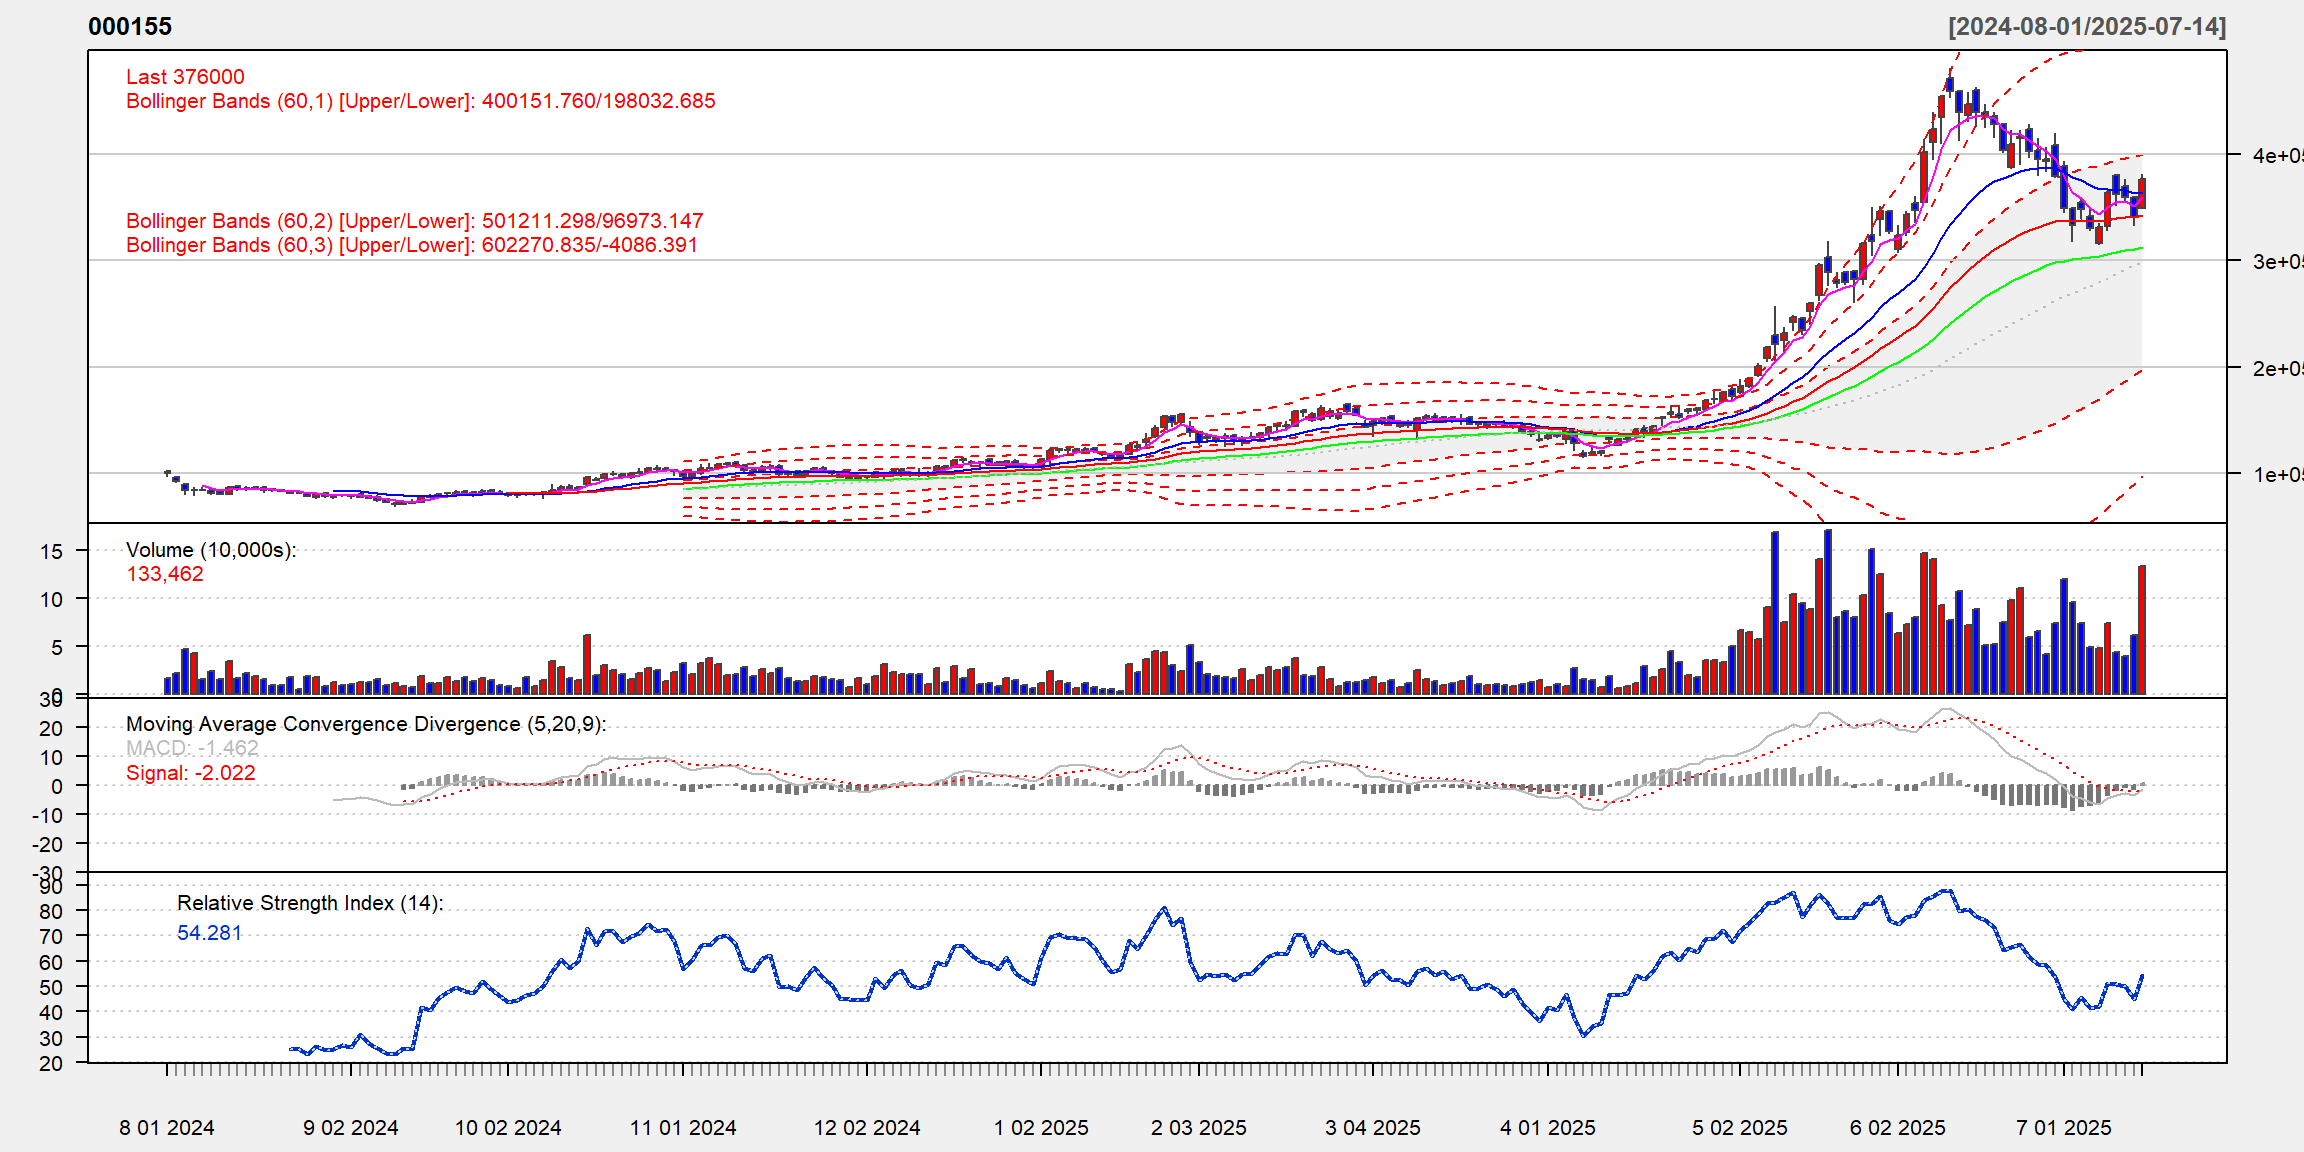 000155
[2024-08-01/2025-07-14]
Last 376000
Bollinger Bands (60,1) [Upper/Lower]: 400151.760/198032.685
Bollinger Bands (60,2) [Upper/Lower]: 501211.298/96973.147
Bollinger Bands (60,3) [Upper/Lower]: 602270.835/-4086.391
4e+05
3e+05
2e+05
1e+05
Volume (10,000s):
133,462
15
10
5
0
Moving Average Convergence Divergence (5,20,9):
MACD: -1.462
Signal: -2.022
30
20
10
0
-10
-20
-30
Relative Strength Index (14):
54.281
90
80
70
60
50
40
30
20
8 01 2024
9 02 2024
10 02 2024
11 01 2024
12 02 2024
1 02 2025
2 03 2025
3 04 2025
4 01 2025
5 02 2025
6 02 2025
7 01 2025